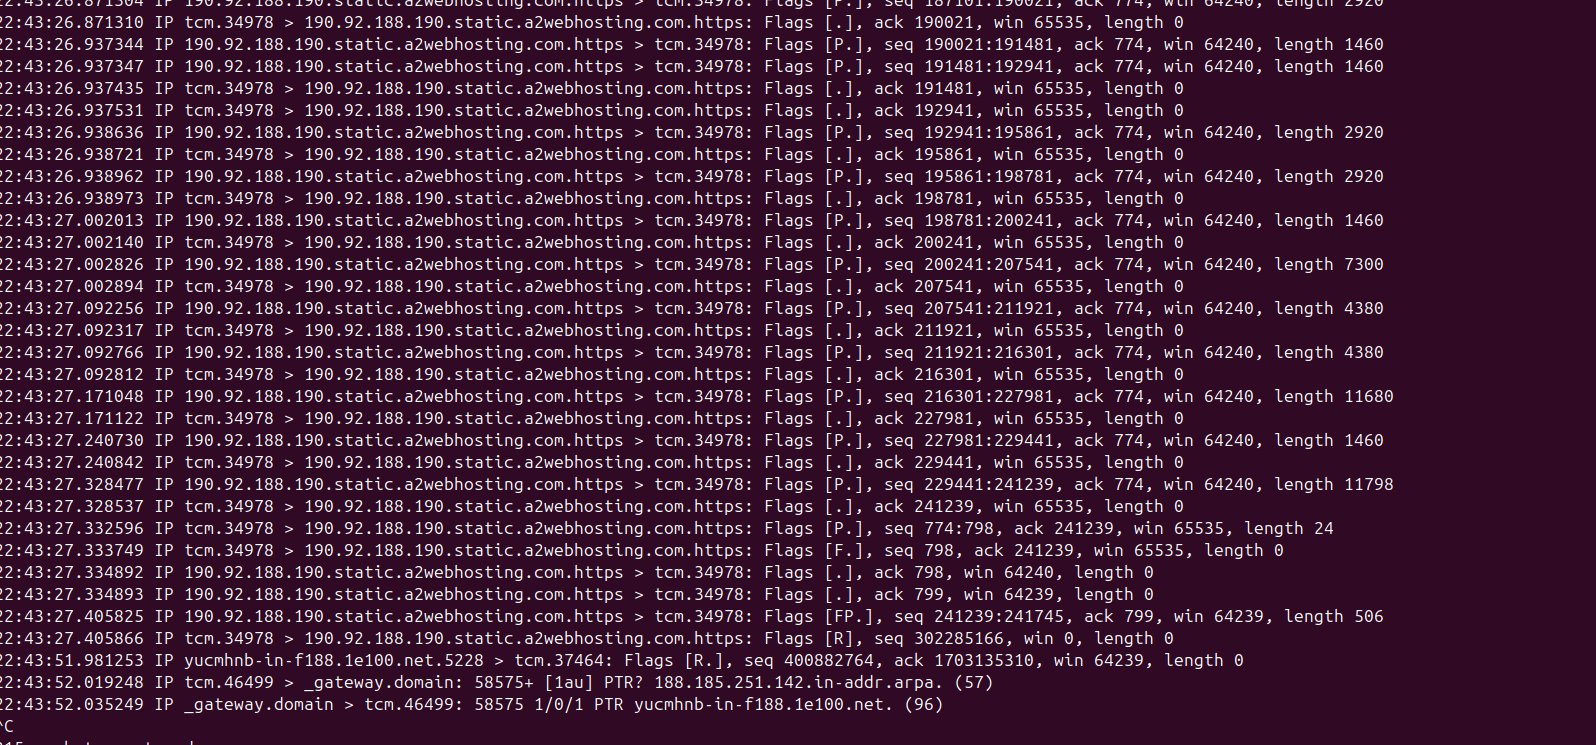 22:43:26.871304 IP 190.92.188.190.static.a2webhosting.com.https > tcm.34978: Flags [P.], seq 187101:190021, ack 774, win 64240, length 2920
22:43:26.871310 IP tcm.34978 > 190.92.188.190.static.a2webhosting.com.https: Flags [.], ack 190021, win 65535, length 0
22:43:26.937344 IP 190.92.188.190.static.a2webhosting.com.https > tcm.34978: Flags [P.], seq 190021:191481, ack 774, win 64240, length 1460
22:43:26.937347 IP 190.92.188.190.static.a2webhosting.com.https > tcm.34978: Flags [P.], seq 191481:192941, ack 774, win 64240, length 1460
22:43:26.937435 IP tcm.34978 > 190.92.188.190.static.a2webhosting.com.https: Flags [.], ack 191481, win 65535, length 0
22:43:26.937531 IP tcm.34978 > 190.92.188.190.static.a2webhosting.com.https: Flags [.], ack 192941, win 65535, length 0
22:43:26.938636 IP 190.92.188.190.static.a2webhosting.com.https > tcm.34978: Flags [P.], seq 192941:195861, ack 774, win 64240, length 2920
22:43:26.938721 IP tcm.34978 > 190.92.188.190.static.a2webhosting.com.https: Flags [.], ack 195861, win 65535, length 0
22:43:26.938962 IP 190.92.188.190.static.a2webhosting.com.https > tcm.34978: Flags [P.], seq 195861:198781, ack 774, win 64240, length 2920
22:43:26.938973 IP tcm.34978 > 190.92.188.190.static.a2webhosting.com.https: Flags [.], ack 198781, win 65535, length 0
22:43:27.002013 IP 190.92.188.190.static.a2webhosting.com.https > tcm.34978: Flags [P.], seq 198781:200241, ack 774, win 64240, length 1460
22:43:27.002140 IP tcm.34978 > 190.92.188.190.static.a2webhosting.com.https: Flags [.], ack 200241, win 65535, length 0
22:43:27.002826 IP 190.92.188.190.static.a2webhosting.com.https > tcm.34978: Flags [P.], seq 200241:207541, ack 774, win 64240, length 7300
22:43:27.002894 IP tcm.34978 > 190.92.188.190.static.a2webhosting.com.https: Flags [.], ack 207541, win 65535, length 0
22:43:27.092256 IP 190.92.188.190.static.a2webhosting.com.https > tcm.34978: Flags [P.], seq 207541:211921, ack 774, win 64240, length 4380
22:43:27.092317 IP tcm.34978 > 190.92.188.190.static.a2webhosting.com.https: Flags [.], ack 211921, win 65535, length 0
22:43:27.092766 IP 190.92.188.190.static.a2webhosting.com.https > tcm.34978: Flags [P.], seq 211921:216301, ack 774, win 64240, length 4380
22:43:27.092812 IP tcm.34978 > 190.92.188.190.static.a2webhosting.com.https: Flags [.], ack 216301, win 65535, length 0
22:43:27.171048 IP 190.92.188.190.static.a2webhosting.com.https > tcm.34978: Flags [P.], seq 216301:227981, ack 774, win 64240, length 11680
22:43:27.171122 IP tcm.34978 > 190.92.188.190.static.a2webhosting.com.https: Flags [.], ack 227981, win 65535, length 0
22:43:27.240730 IP 190.92.188.190.static.a2webhosting.com.https > tcm.34978: Flags [P.], seq 227981:229441, ack 774, win 64240, length 1460
22:43:27.240842 IP tcm.34978 > 190.92.188.190.static.a2webhosting.com.https: Flags [.], ack 229441, win 65535, length 0
22:43:27.328477 IP 190.92.188.190.static.a2webhosting.com.https > tcm.34978: Flags [P.], seq 229441:241239, ack 774, win 64240, length 11798
22:43:27.328537 IP tcm.34978 > 190.92.188.190.static.a2webhosting.com.https: Flags [.], ack 241239, win 65535, length 0
22:43:27.332596 IP tcm.34978 > 190.92.188.190.static.a2webhosting.com.https: Flags [P.], seq 774:798, ack 241239, win 65535, length 24
22:43:27.333749 IP tcm.34978 > 190.92.188.190.static.a2webhosting.com.https: Flags [F.], seq 798, ack 241239, win 65535, length 0
22:43:27.334892 IP 190.92.188.190.static.a2webhosting.com.https > tcm.34978: Flags [.], ack 798, win 64240, length 0
22:43:27.334893 IP 190.92.188.190.static.a2webhosting.com.https > tcm.34978: Flags [.], ack 799, win 64239, length 0
22:43:27.405825 IP 190.92.188.190.static.a2webhosting.com.https > tcm.34978: Flags [FP.], seq 241239:241745, ack 799, win 64239, length 506
22:43:27.405866 IP tcm.34978 > 190.92.188.190.static.a2webhosting.com.https: Flags [R], seq 302285166, win 0, length 0
22:43:51.981253 IP yucmhnb-in-f188.1e100.net.5228 > tcm.37464: Flags [R.], seq 400882764, ack 1703135310, win 64239, length 0
22:43:52.019248 IP tcm.46499 > _gateway.domain: 58575+ [1au] PTR? 188.185.251.142.in-addr.arpa. (57)
22:43:52.035249 IP _gateway.domain > tcm.46499: 58575 1/0/1 PTR yucmhnb-in-f188.1e100.net. (96)
^C